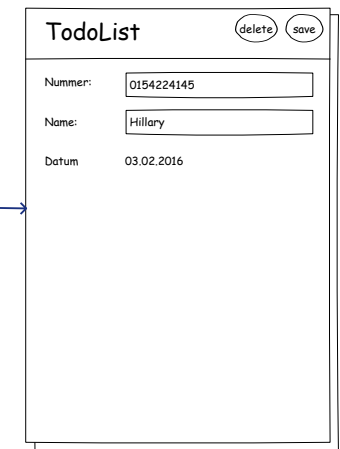 TodoList delete save
Nummer: 0154224145
Name: Hillary
Datum 03.02.2016